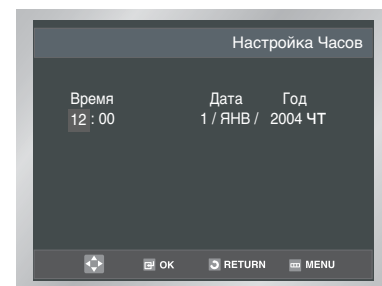 Настройка Часов
Время Дата Год
12 : 00 1 / ЯНВ / 2004 ЧТ
OK RETURN MENU